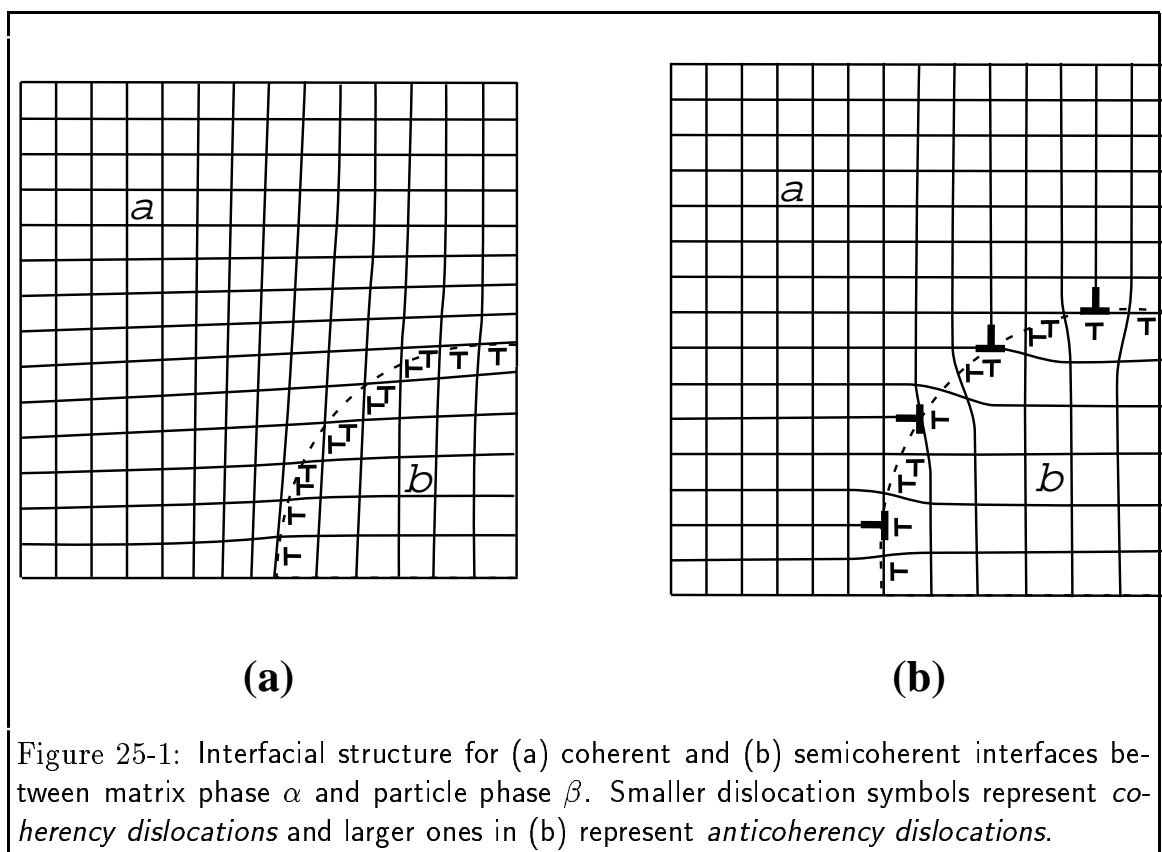 a
b
(a)
a
b
(b)
Figure 25-1: Interfacial structure for (a) coherent and (b) semicoherent interfaces be-
tween matrix phase α and particle phase β. Smaller dislocation symbols represent co-
herency dislocations and larger ones in (b) represent anticoherency dislocations.